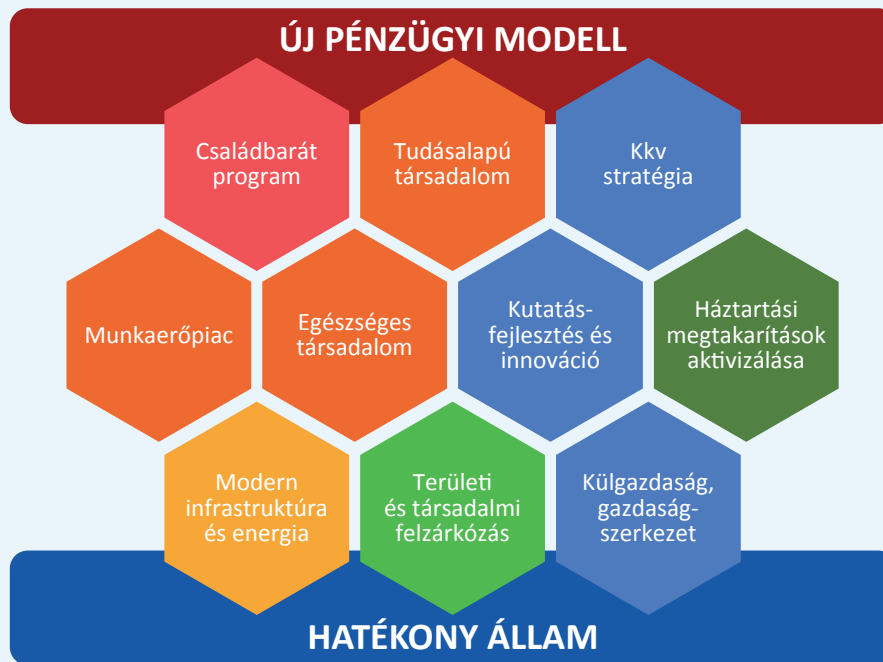 ÚJ PÉNZÜGYI MODELL
Családbarát
program
Tudásalapú
társadalom
Kkv
stratégia
Munkaerőpiac
Egészséges
társadalom
Kutatás-
fejlesztés és
innováció
Háztartási
megtakarítások
aktivizálása
Modern
infrastruktúra
és energia
Területi
és társadalmi
felzárkózás
Külgazdaság,
gazdaság-
szerkezet
HATÉKONY ÁLLAM